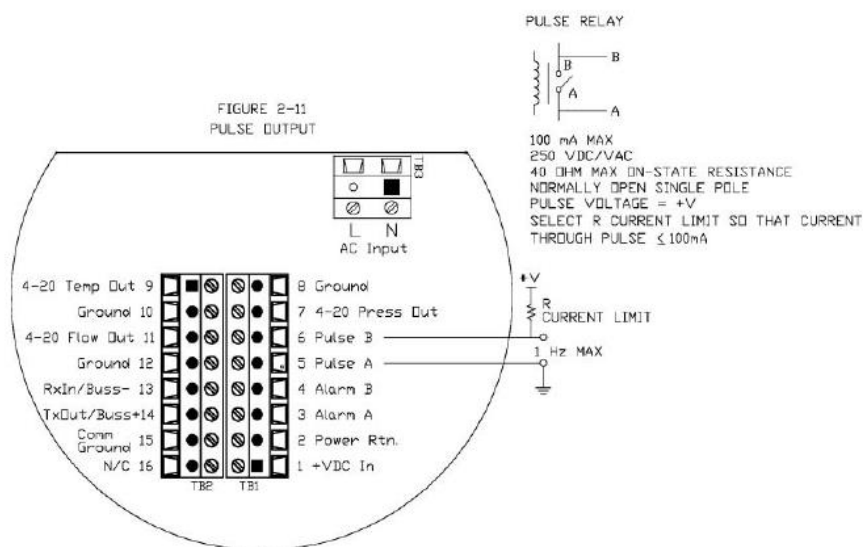 PULSE RELAY
B
B
A
A
100 mA MAX
250 VDC/VAC
40 OHM MAX ON-STATE RESISTANCE
NORMALLY OPEN SINGLE POLE
PULSE VOLTAGE = +V
SELECT R CURRENT LIMIT SO THAT CURRENT
THROUGH PULSE ≤ 100mA
FIGURE 2-11
PULSE OUTPUT
TB3
L N
AC Input
4-20 Temp Out 9
Ground 10
4-20 Flow Out 11
Ground 12
RxIn/Buss- 13
TxOut/Buss+14
Comm
Ground 15
N/C 16
TB2 TB1
8 Ground
7 4-20 Press Out
6 Pulse B
5 Pulse A
4 Alarm B
3 Alarm A
2 Power Rtn.
1 +VDC In
+V
R
CURRENT LIMIT
1 Hz MAX